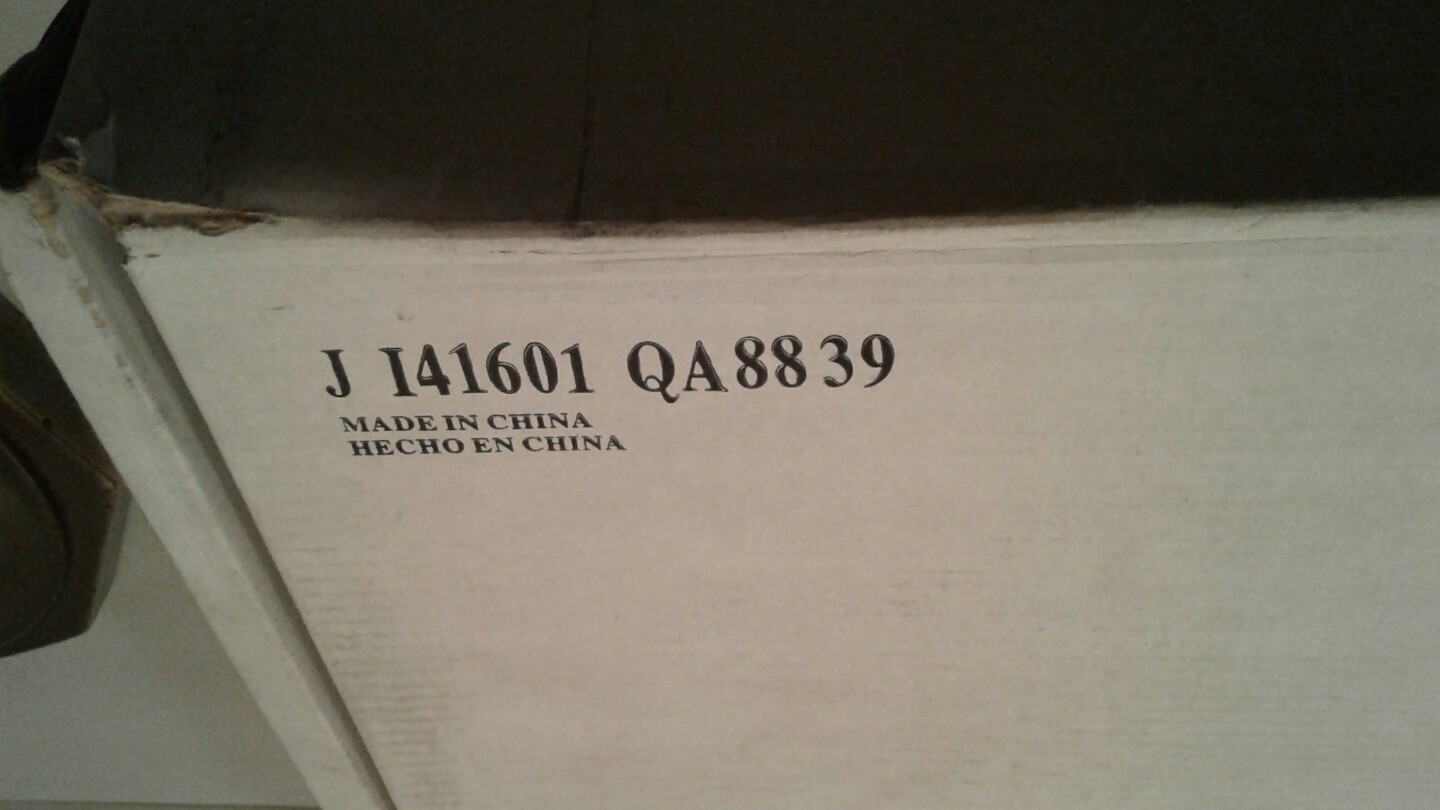 J I41601 QA8839
MADE IN CHINA
HECHO EN CHINA